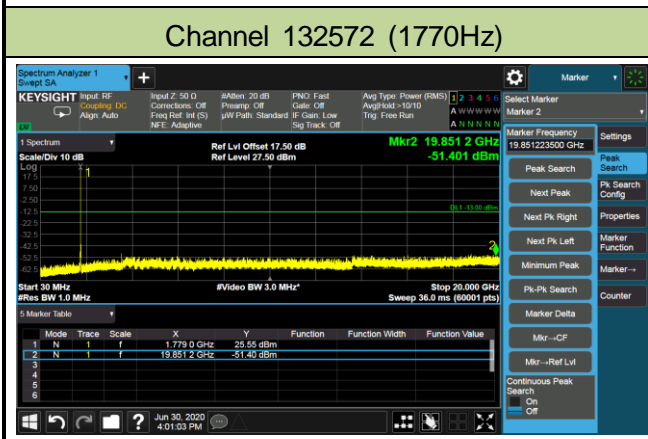 Channel 132572 (1770Hz)
Spectrum Analyzer 1
Swept SA
Marker
KEYSIGHT
Input: RF
Coupling: DC
Align: Auto
Input Z: 50 Ω
Corrections: Off
Freq Ref: Int (S)
NFE: Adaptive
#Atten: 20 dB
Preamp: Off
µW Path: Standard
PNO: Fast
Gate: Off
IF Gain: Low
Sig Track: Off
Avg Type: Power (RMS)
Avg|Hold:>10/10
Trig: Free Run
1 2 3 4 5 6
A W W W W W
A N N N N N
Select Marker
Marker 2
1 Spectrum
Scale/Div 10 dB
Log
Ref Lvl Offset 17.50 dB
Ref Level 27.50 dBm
Mkr2 19.851 2 GHz
-51.401 dBm
17.5
7.50
-2.50
-12.5
-22.5
-32.5
-42.5
-52.5
-62.5
1
DL1 -13.00 dBm
2
Start 30 MHz
#Res BW 1.0 MHz
#Video BW 3.0 MHz*
Stop 20.000 GHz
Sweep 36.0 ms (60001 pts)
5 Marker Table
Mode Trace Scale X Y Function Function Width Function Value
1 N 1 f 1.779 0 GHz 25.55 dBm
2 N 1 f 19.851 2 GHz -51.40 dBm
3
4
5
6
Marker Frequency
19.851223500 GHz
Peak Search
Next Peak
Next Pk Right
Next Pk Left
Minimum Peak
Pk-Pk Search
Marker Delta
Mkr→CF
Mkr→Ref Lvl
Continuous Peak
Search
On
Off
Settings
Peak
Search
Pk Search
Config
Properties
Marker
Function
Marker→
Counter
?
Jun 30, 2020
4:01:03 PM